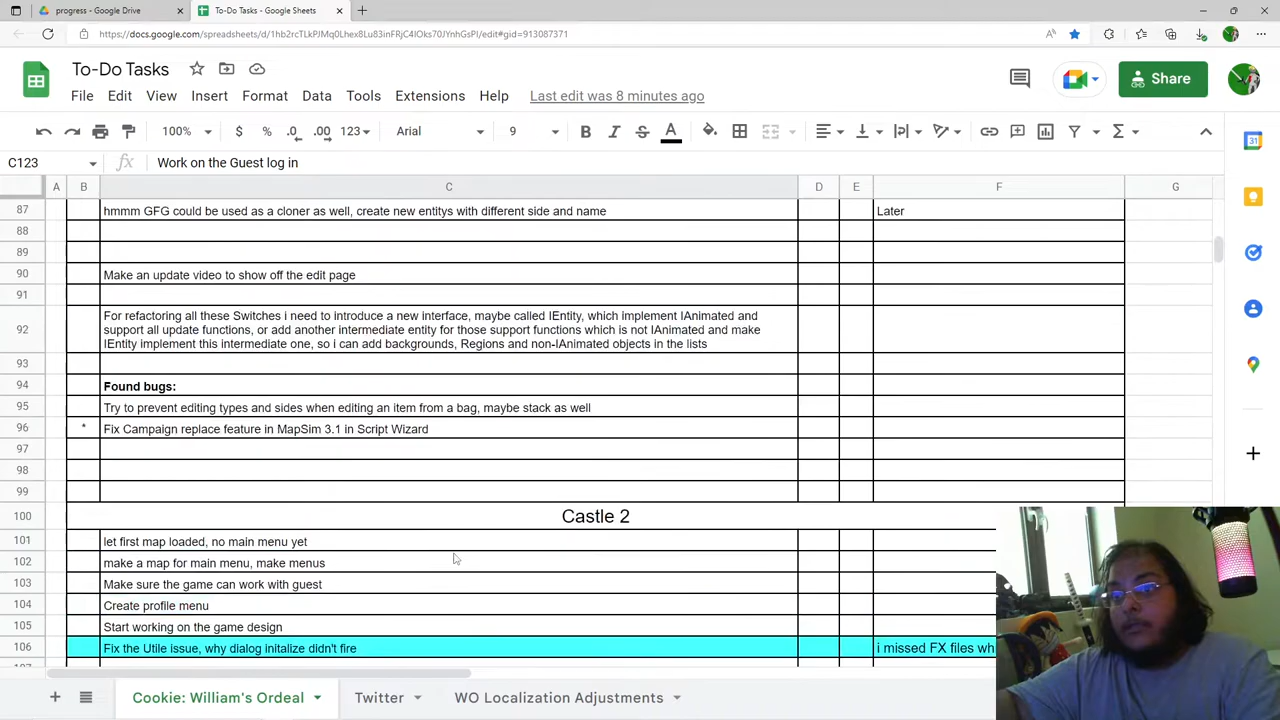 progress - Google Drive
To-Do Tasks - Google Sheets
https://docs.google.com/spreadsheets/d/1hb2rcTLkPJMq0Lhex8Lu83inFRjC4IOks70JYnhGsPI/edit#gid=913087371
To-Do Tasks
Share
File Edit View Insert Format Data Tools Extensions Help Last edit was 8 minutes ago
100% $ % .0 .00 123 Arial 9 B I S A
C123 fx Work on the Guest log in
A B C D E F G
87 hmmm GFG could be used as a cloner as well, create new entitys with different side and name Later
88
89
90 Make an update video to show off the edit page
91
92 For refactoring all these Switches i need to introduce a new interface, maybe called IEntity, which implement IAnimated and
support all update functions, or add another intermediate entity for those support functions which is not IAnimated and make
IEntity implement this intermediate one, so i can add backgrounds, Regions and non-IAnimated objects in the lists
93
94 Found bugs:
95 Try to prevent editing types and sides when editing an item from a bag, maybe stack as well
96 * Fix Campaign replace feature in MapSim 3.1 in Script Wizard
97
98
99
100 Castle 2
101 let first map loaded, no main menu yet
102 make a map for main menu, make menus
103 Make sure the game can work with guest
104 Create profile menu
105 Start working on the game design
106 Fix the Utile issue, why dialog initalize didn't fire i missed FX files wh
Cookie: William's Ordeal Twitter WO Localization Adjustments